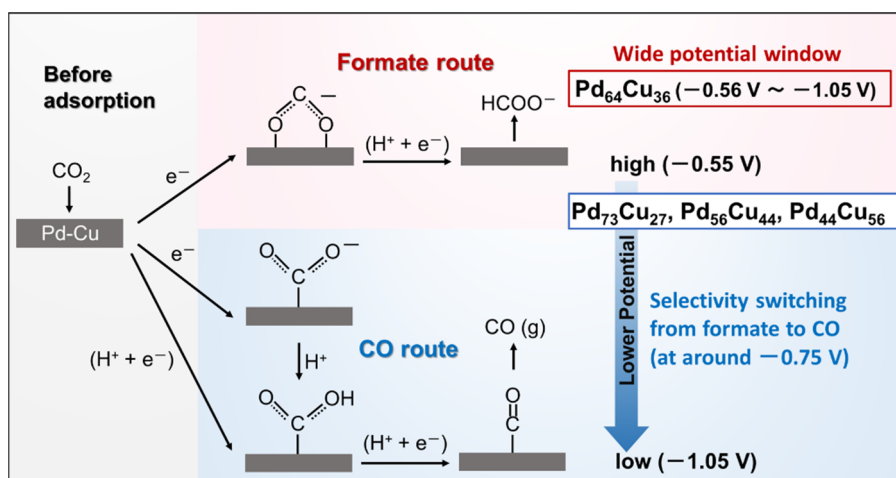 Before
adsorption
CO₂
Pd-Cu
e⁻
e⁻
(H⁺ + e⁻)
Formate route
C
−
O O
(H⁺ + e⁻)
HCOO⁻
CO route
O O⁻
C
H⁺
O OH
C
(H⁺ + e⁻)
CO (g)
O
C
Wide potential window
Pd₆₄Cu₃₆ (−0.56 V ~ −1.05 V)
high (−0.55 V)
Pd₇₃Cu₂₇, Pd₅₆Cu₄₄, Pd₄₄Cu₅₆
Lower Potential
Selectivity switching
from formate to CO
(at around −0.75 V)
low (−1.05 V)